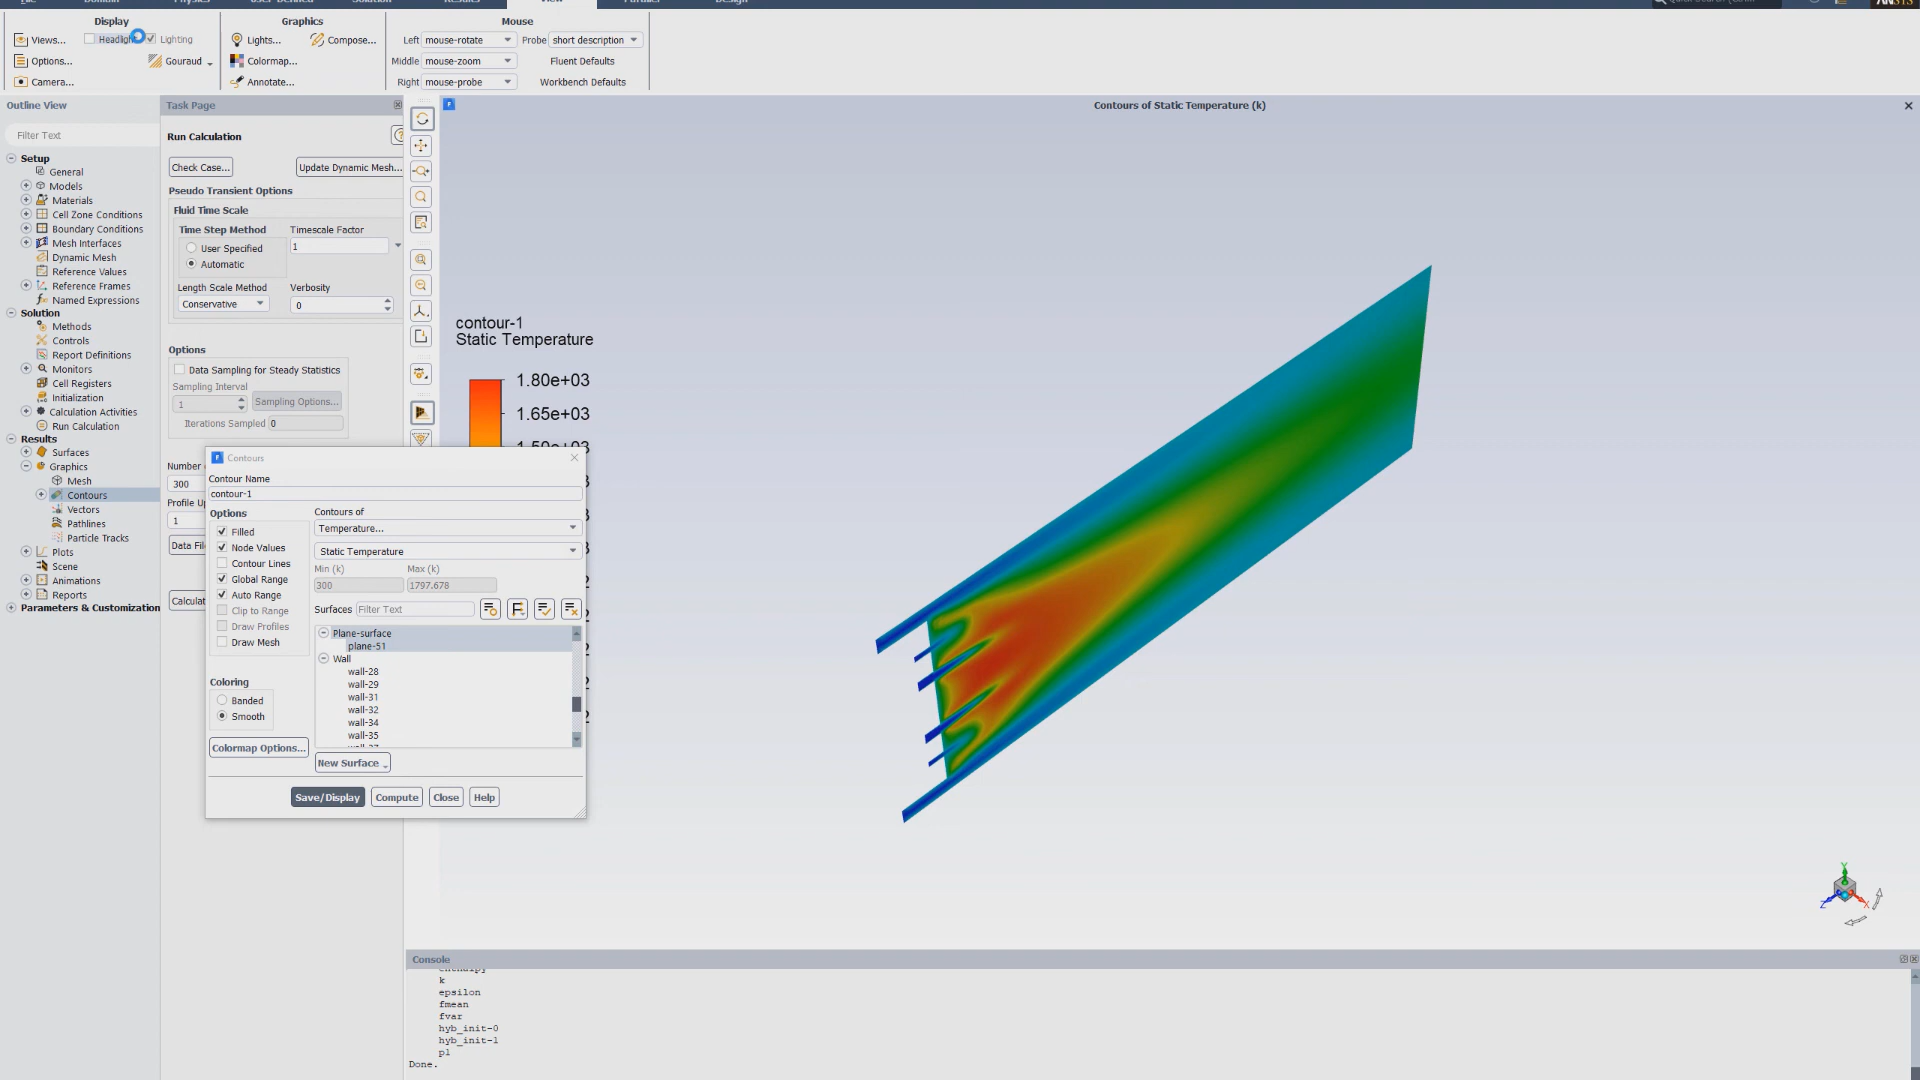 View
Display
Graphics
Mouse
Views...
Lighting
Lights...
Compose...
Left mouse-rotate
Probe short description
Options...
Gouraud
Colormap...
Middle mouse-zoom
Fluent Defaults
Camera...
Annotate...
Right mouse-probe
Workbench Defaults
Outline View
Filter Text
Setup
General
Models
Materials
Cell Zone Conditions
Boundary Conditions
Mesh Interfaces
Dynamic Mesh
Reference Values
Reference Frames
Named Expressions
Solution
Methods
Controls
Report Definitions
Monitors
Cell Registers
Initialization
Calculation Activities
Run Calculation
Results
Surfaces
Graphics
Mesh
Contours
Vectors
Pathlines
Particle Tracks
Plots
Scene
Animations
Reports
Parameters & Customization
Task Page
Run Calculation
Check Case...
Update Dynamic Mesh...
Pseudo Transient Options
Fluid Time Scale
Time Step Method
Timescale Factor
User Specified
1
Automatic
Length Scale Method
Verbosity
Conservative
0
Options
Data Sampling for Steady Statistics
Sampling Interval
1
Sampling Options...
Iterations Sampled 0
Number
300
Profile Up
1
Data Fil
Calculat
Contours
Contour Name
contour-1
Options
Filled
Node Values
Contour Lines
Global Range
Auto Range
Clip to Range
Draw Profiles
Draw Mesh
Coloring
Banded
Smooth
Colormap Options...
Contours of
Temperature...
Static Temperature
Min (k)
Max (k)
300
1797.678
Surfaces Filter Text
Plane-surface
plane-51
Wall
wall-28
wall-29
wall-31
wall-32
wall-34
wall-35
New Surface
Save/Display
Compute
Close
Help
Contours of Static Temperature (k)
contour-1
Static Temperature
1.80e+03
1.65e+03
Y
Z
X
Console
k
epsilon
fmean
fvar
hyb_init-0
hyb_init-1
Done.